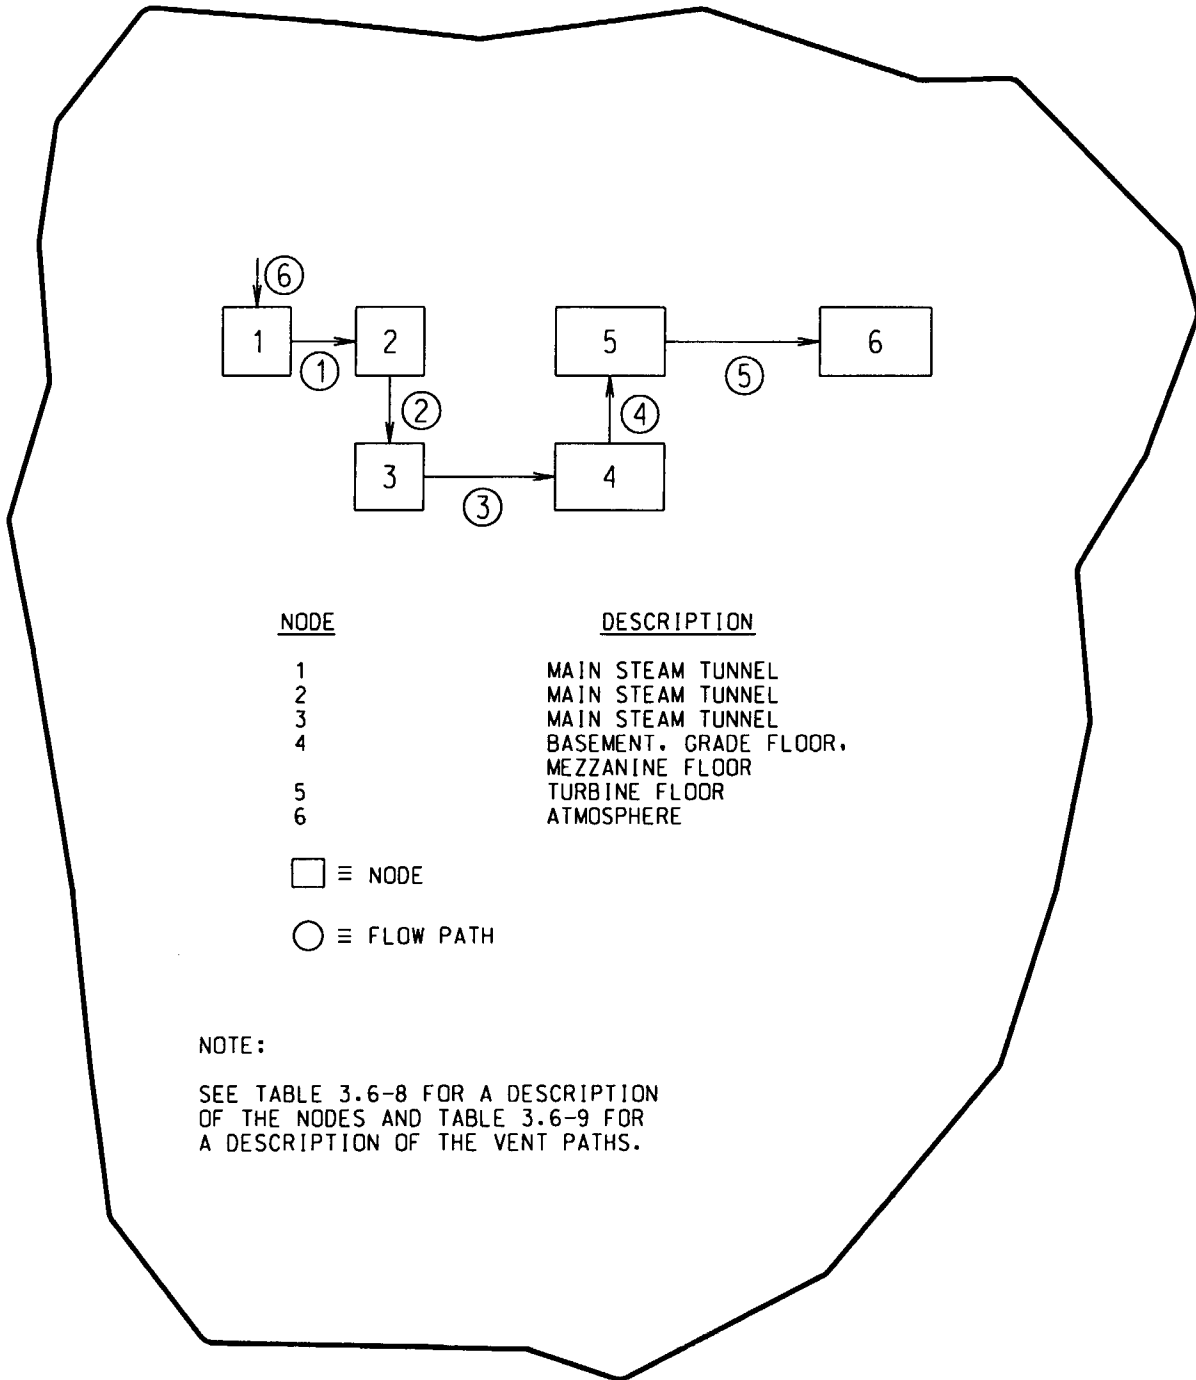 6
1
2
5
6
1
5
2
4
3
4
3
NODE DESCRIPTION
1 MAIN STEAM TUNNEL
2 MAIN STEAM TUNNEL
3 MAIN STEAM TUNNEL
4 BASEMENT, GRADE FLOOR,
MEZZANINE FLOOR
5 TURBINE FLOOR
6 ATMOSPHERE
≡ NODE
≡ FLOW PATH
NOTE:
SEE TABLE 3.6-8 FOR A DESCRIPTION
OF THE NODES AND TABLE 3.6-9 FOR
A DESCRIPTION OF THE VENT PATHS.